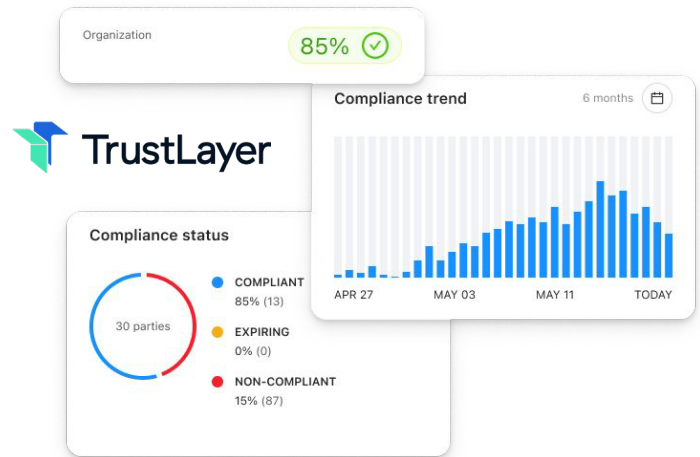 Organization
85%
Compliance trend
6 months
TrustLayer
APR 27 MAY 03 MAY 11 TODAY
Compliance status
COMPLIANT
85% (13)
30 parties
EXPIRING
0% (0)
NON-COMPLIANT
15% (87)